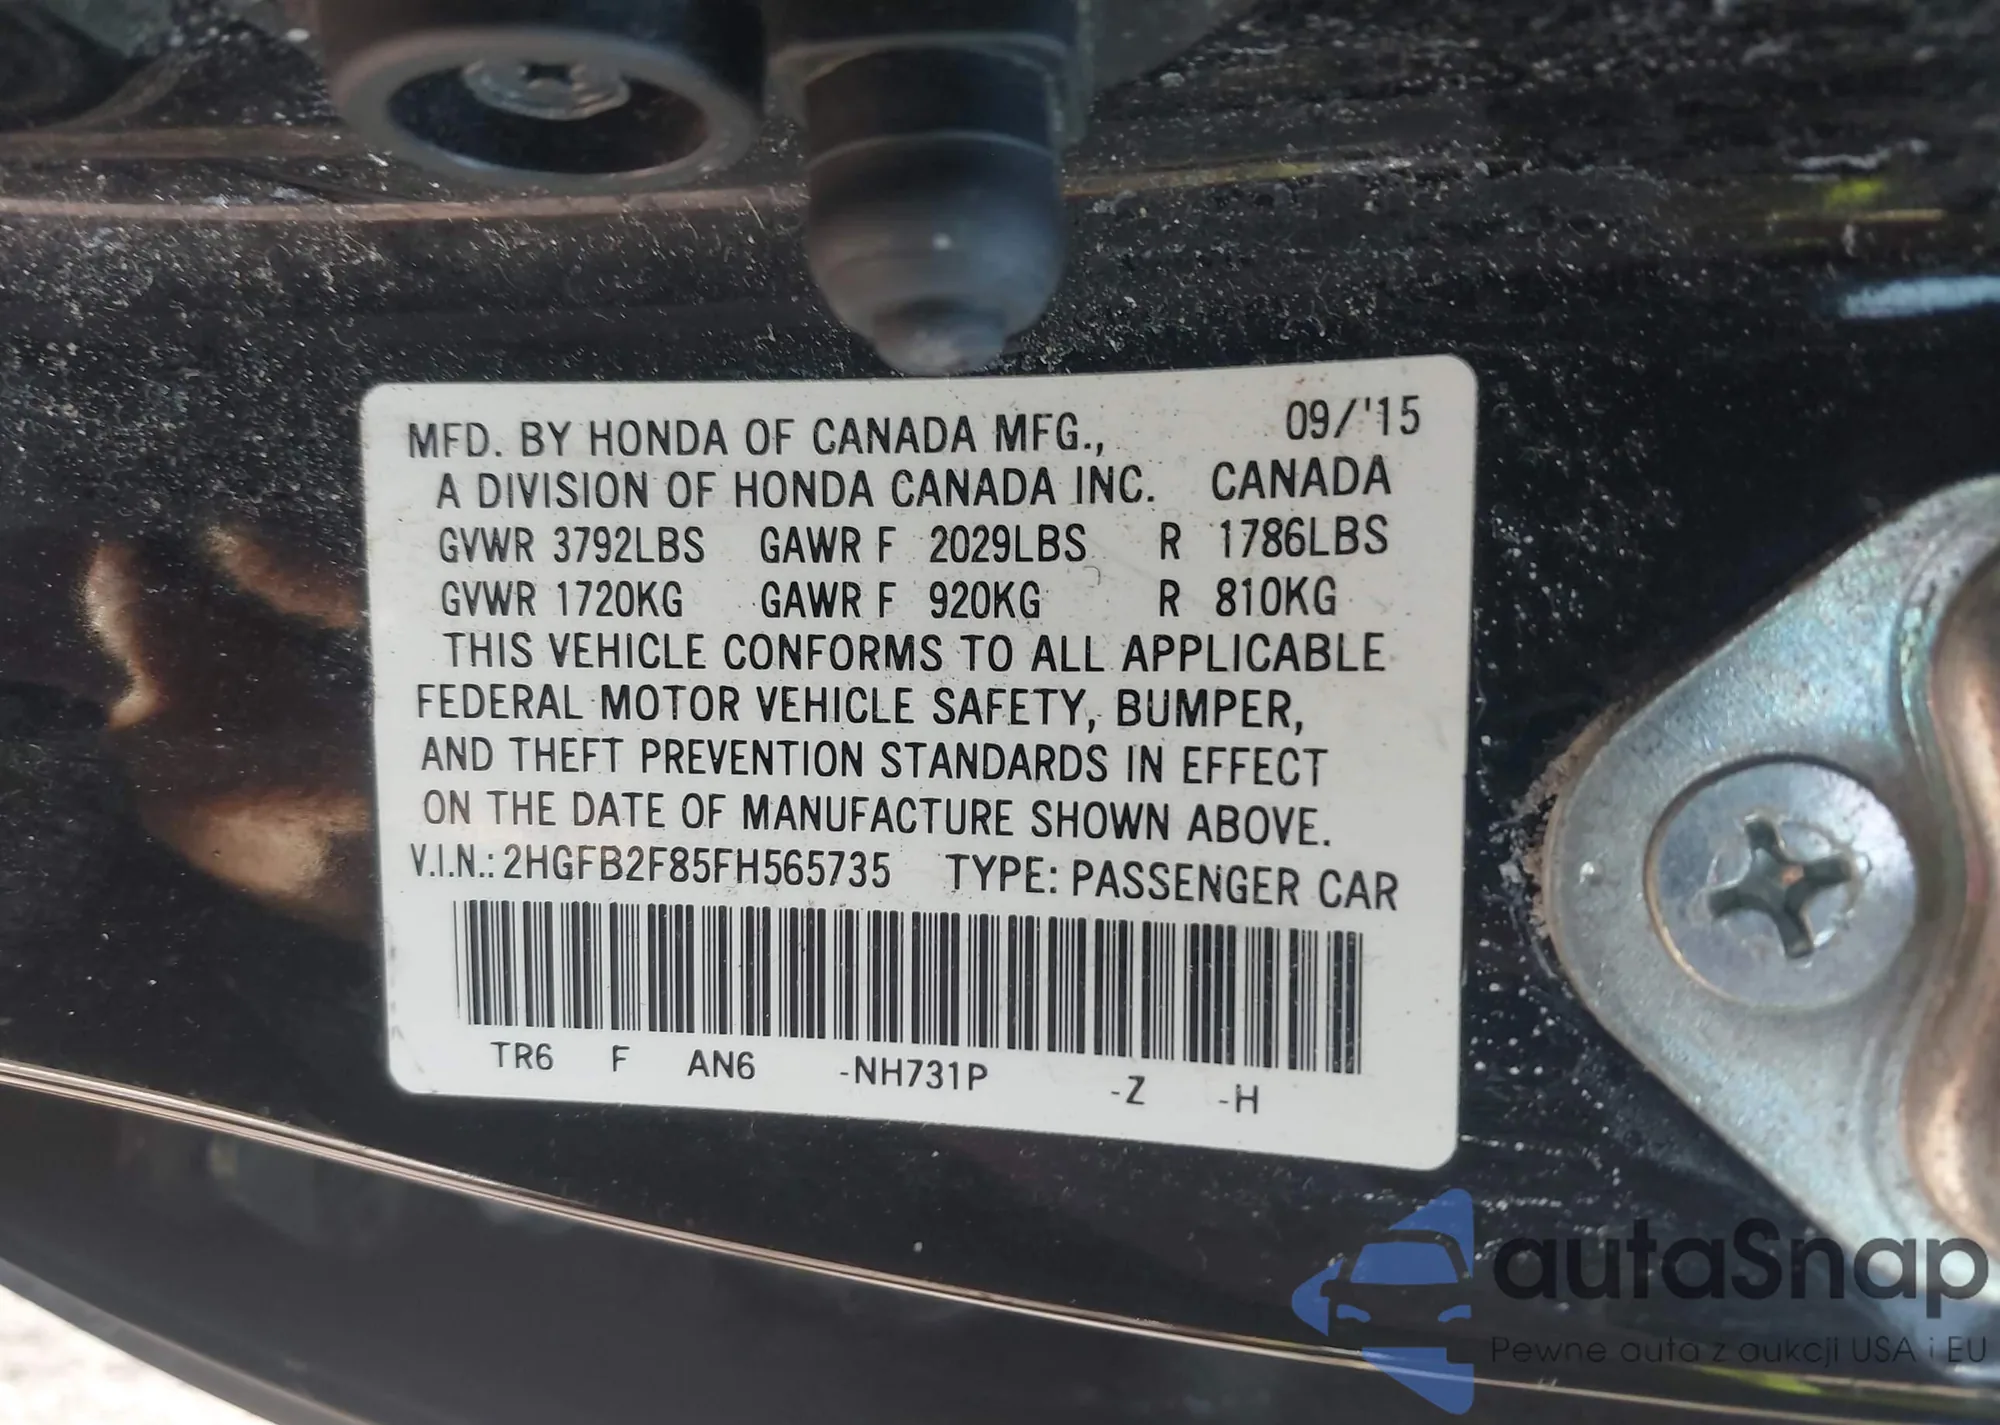 MFD. BY HONDA OF CANADA MFG., 09/'15
A DIVISION OF HONDA CANADA INC. CANADA
GVWR 3792LBS GAWR F 2029LBS R 1786LBS
GVWR 1720KG GAWR F 920KG R 810KG
THIS VEHICLE CONFORMS TO ALL APPLICABLE
FEDERAL MOTOR VEHICLE SAFETY, BUMPER,
AND THEFT PREVENTION STANDARDS IN EFFECT
ON THE DATE OF MANUFACTURE SHOWN ABOVE.
V.I.N.: 2HGFB2F85FH565735 TYPE: PASSENGER CAR
TR6 F AN6 -NH731P -Z -H
autaSnap
Pewne auta z aukcji USA i EU